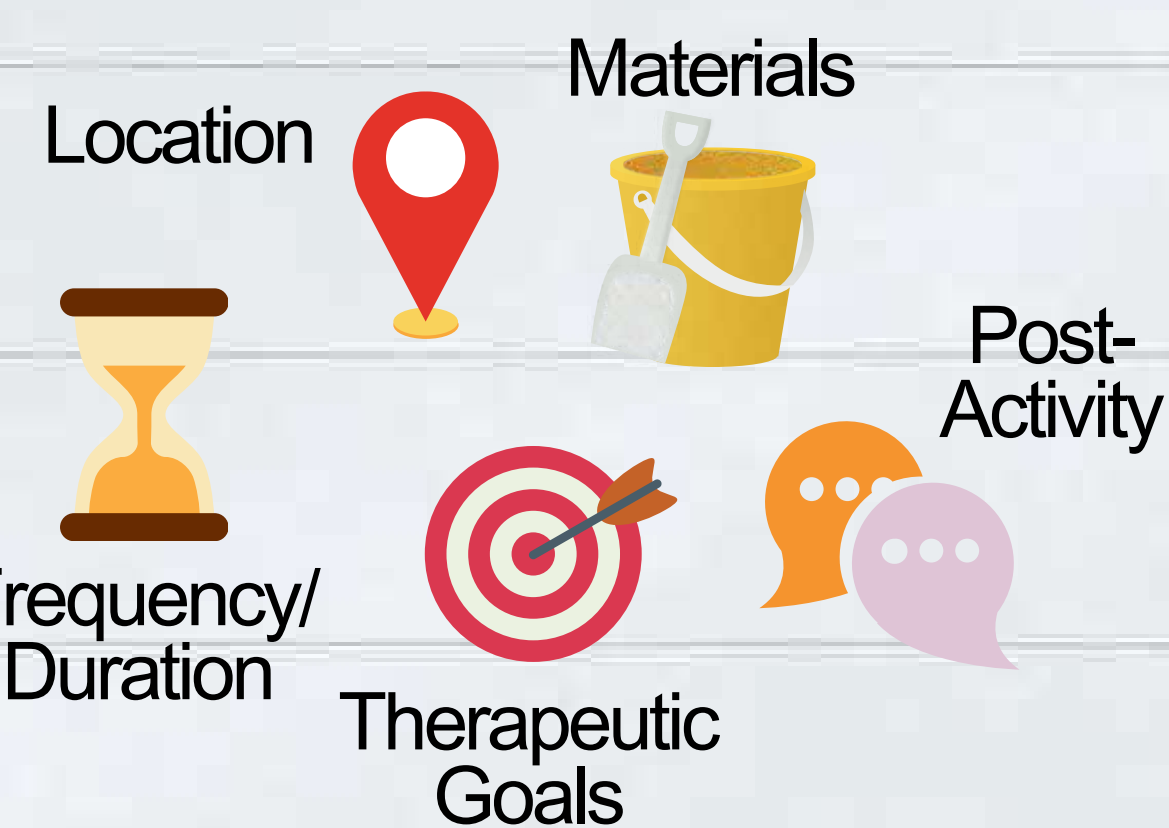 Materials
Location
Post-
Activity
requency/
Duration
Therapeutic
Goals